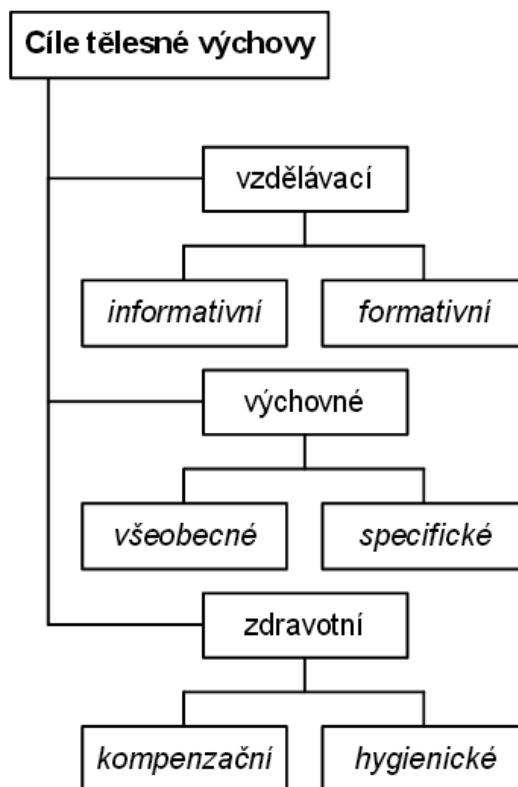 Cíle tělesné výchovy
vzdělávací
informativní
formativní
výchovné
všeobecné
specifické
zdravotní
kompenzační
hygienické